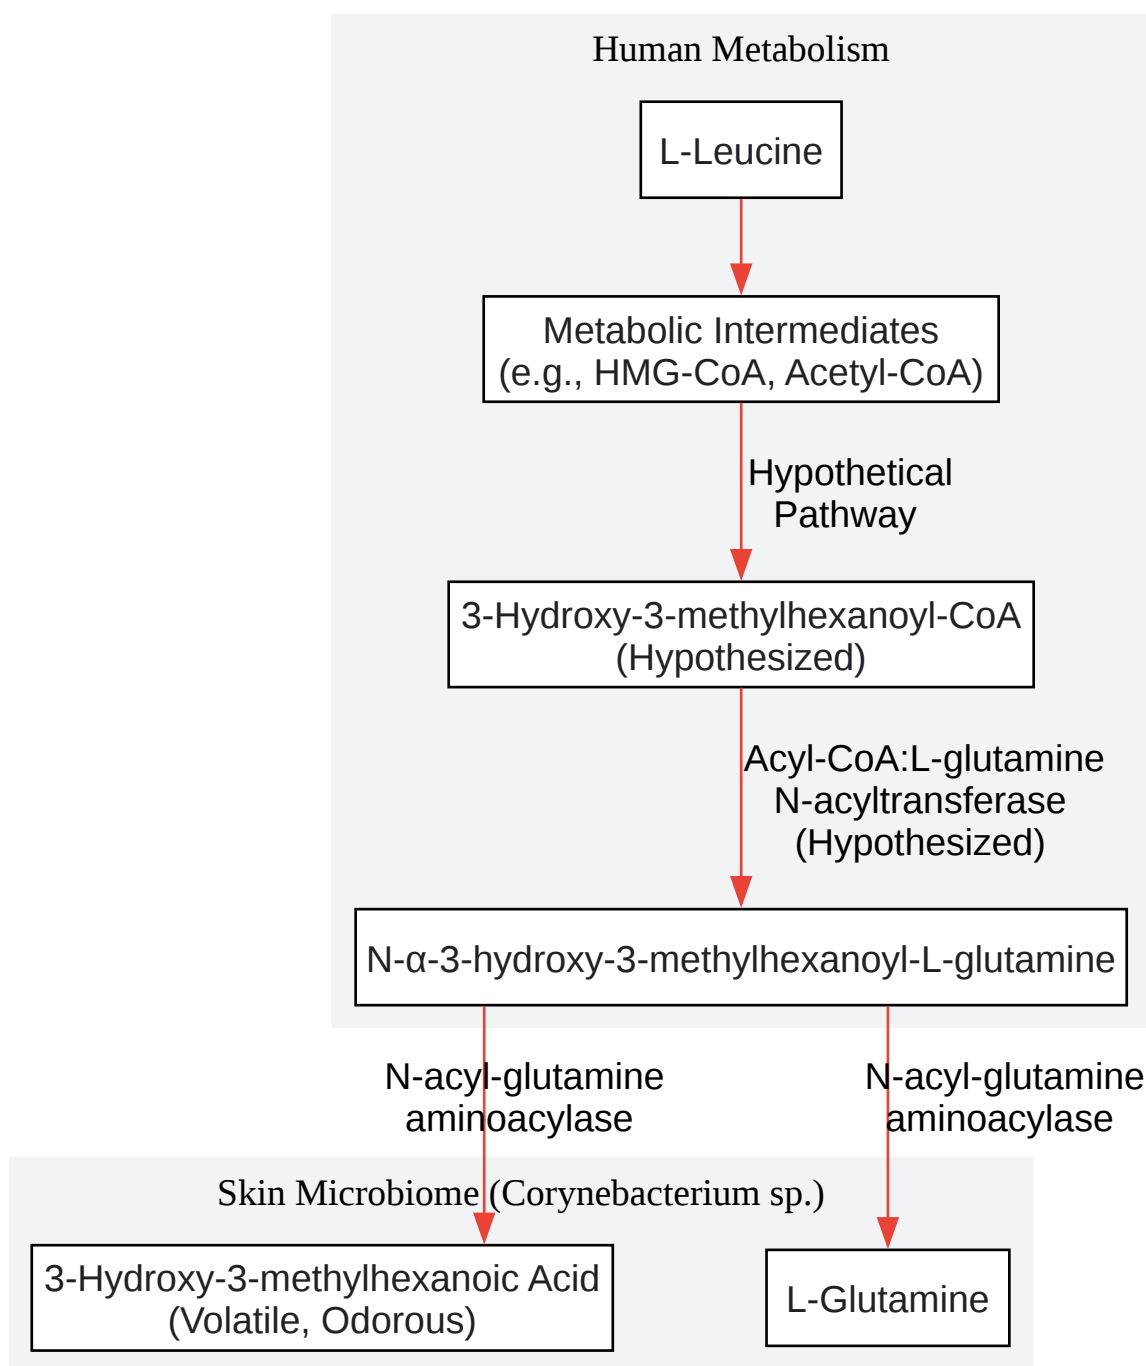 Human Metabolism
L-Leucine
Metabolic Intermediates
(e.g., HMG-CoA, Acetyl-CoA)
Hypothetical
Pathway
3-Hydroxy-3-methylhexanoyl-CoA
(Hypothesized)
Acyl-CoA:L-glutamine
N-acyltransferase
(Hypothesized)
N-α-3-hydroxy-3-methylhexanoyl-L-glutamine
N-acyl-glutamine
aminoacylase
N-acyl-glutamine
aminoacylase
Skin Microbiome (Corynebacterium sp.)
3-Hydroxy-3-methylhexanoic Acid
(Volatile, Odorous)
L-Glutamine